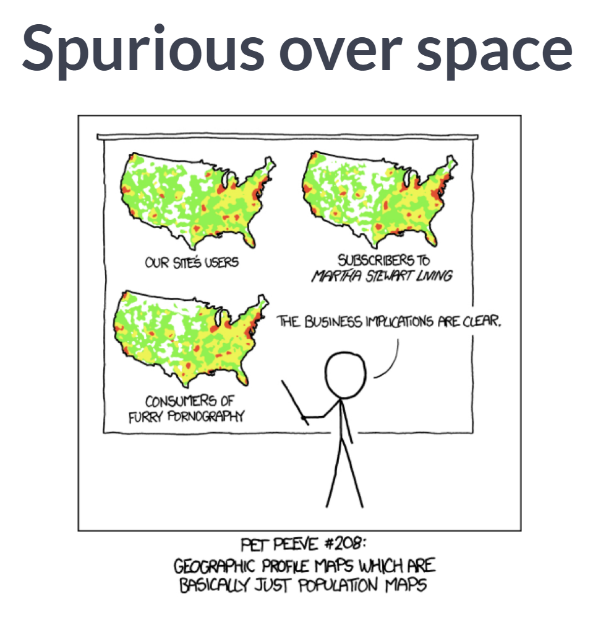 Spurious over space
OUR SITE'S USERS
SUBSCRIBERS TO
MARTHA STEWART LIVING
THE BUSINESS IMPLICATIONS ARE CLEAR.
CONSUMERS OF
FURRY PORNOGRAPHY
PET PEEVE #208:
GEOGRAPHIC PROFILE MAPS WHICH ARE
BASICALLY JUST POPULATION MAPS